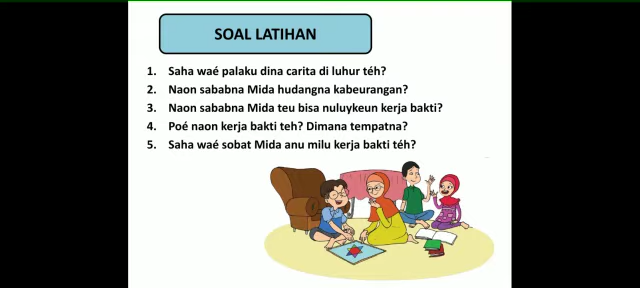 SOAL LATIHAN
1. Saha waé palaku dina carita di luhur téh?
2. Naon sababna Mida hudangna kabeurangan?
3. Naon sababna Mida teu bisa nuluykeun kerja bakti?
4. Poé naon kerja bakti teh? Dimana tempatna?
5. Saha waé sobat Mida anu milu kerja bakti téh?